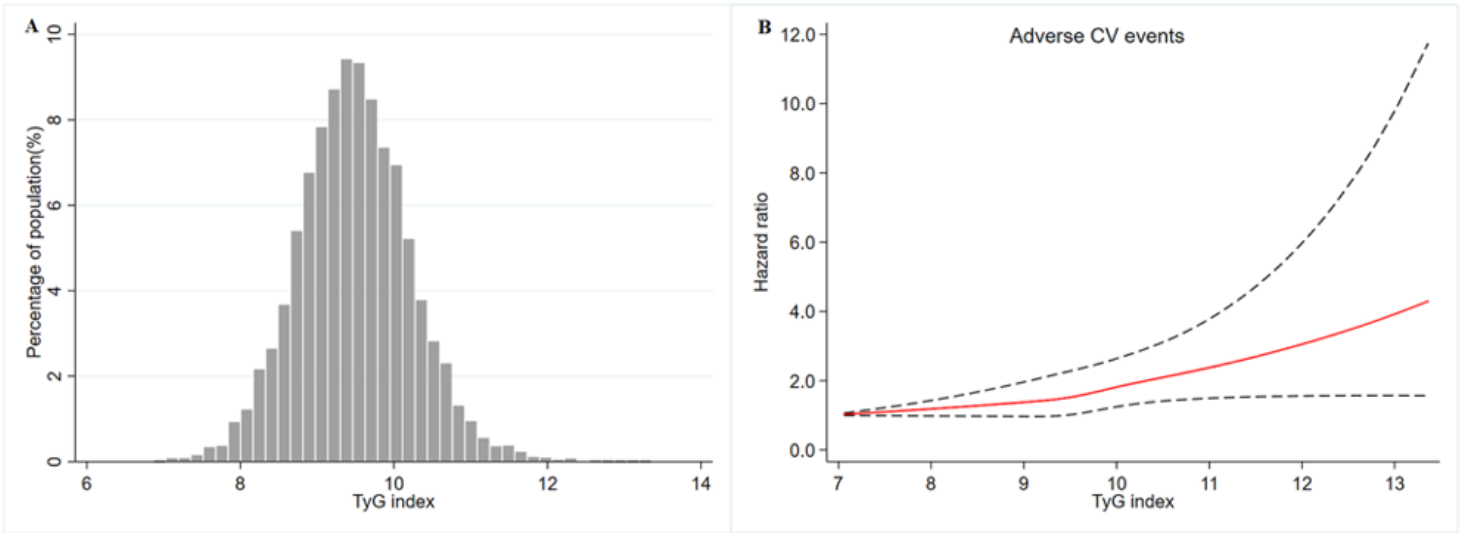 A
Percentage of population(%)
10
8
6
4
2
0
6 8 10 12 14
TyG index
B
Adverse CV events
Hazard ratio
12.0
10.0
8.0
6.0
4.0
2.0
0.0
7 8 9 10 11 12 13
TyG index